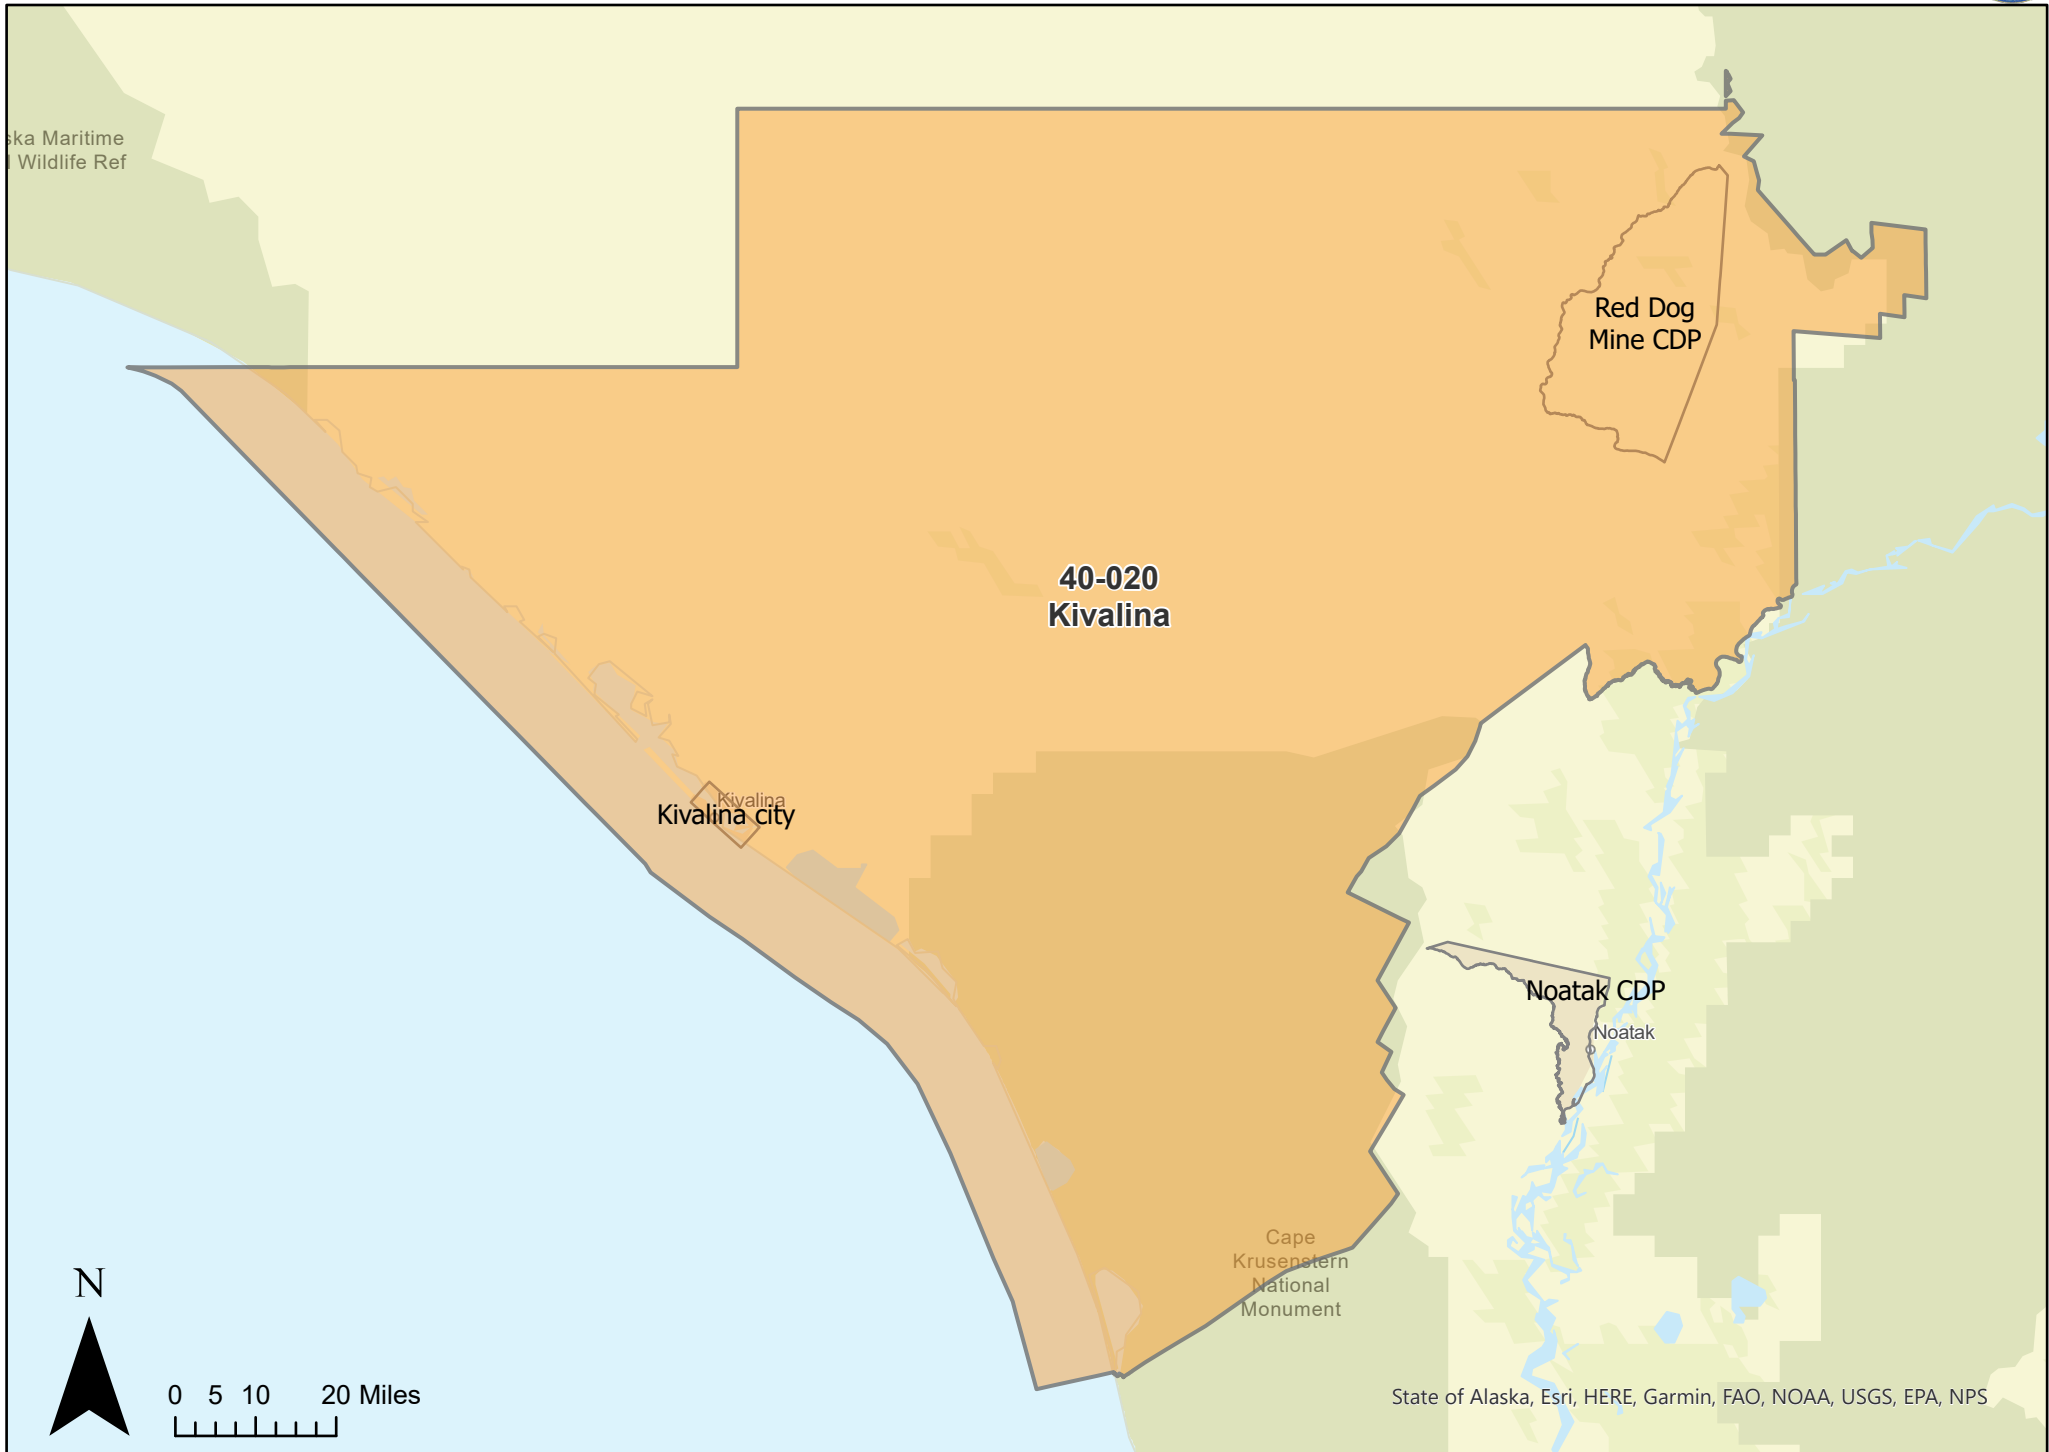 ska Maritime
Wildlife Ref
Red Dog
Mine CDP
40-020
Kivalina
Kivalina
Kivalina city
Noatak CDP
Noatak
Cape
Krusenstern
National
Monument
N
0 5 10 20 Miles
State of Alaska, Esri, HERE, Garmin, FAO, NOAA, USGS, EPA, NPS